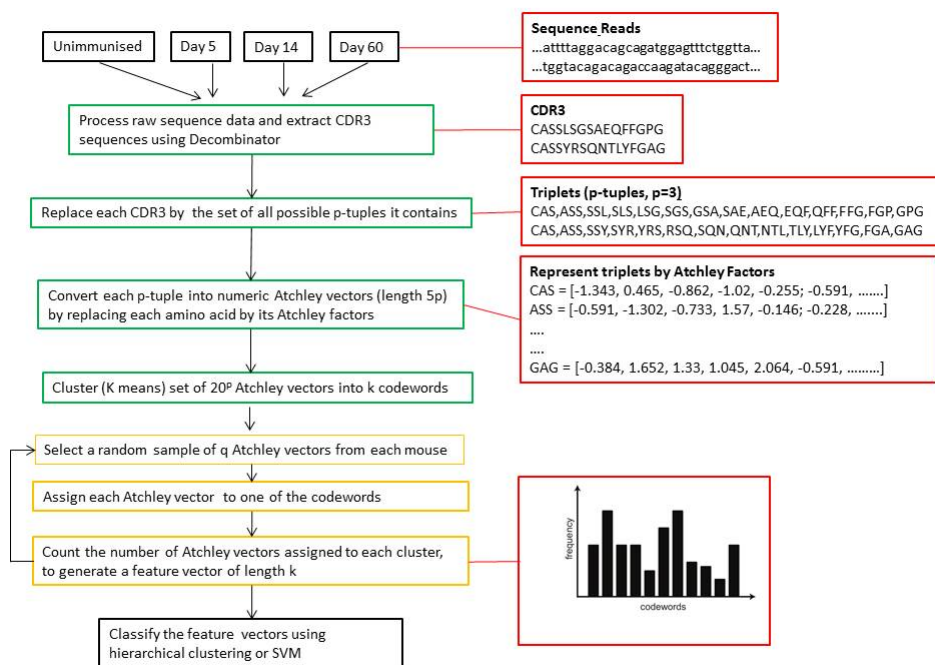 Unimmunised
Day 5
Day 14
Day 60
Sequence Reads
...attttaggacagcagatggagtttctggtta...
...tggtacagacagaccaagatacagggact...
Process raw sequence data and extract CDR3
sequences using Decombinator
CDR3
CASSLSGSAEQFFGPG
CASSYRSQNTLYFGAG
Replace each CDR3 by the set of all possible p-tuples it contains
Triplets (p-tuples, p=3)
CAS,ASS,SSL,SLS,LSG,SGS,GSA,SAE,AEQ,EQF,QFF,FFG,FGP,GPG
CAS,ASS,SSY,SYR,YRS,RSQ,SQN,QNT,NTL,TLY,LYF,YFG,FGA,GAG
Convert each p-tuple into numeric Atchley vectors (length 5p)
by replacing each amino acid by its Atchley factors
Represent triplets by Atchley Factors
CAS = [-1.343, 0.465, -0.862, -1.02, -0.255; -0.591, .......]
ASS = [-0.591, -1.302, -0.733, 1.57, -0.146; -0.228, .......]
....
....
GAG = [-0.384, 1.652, 1.33, 1.045, 2.064, -0.591, .........]
Cluster (K means) set of 20ᵖ Atchley vectors into k codewords
Select a random sample of q Atchley vectors from each mouse
Assign each Atchley vector to one of the codewords
Count the number of Atchley vectors assigned to each cluster,
to generate a feature vector of length k
frequency
codewords
Classify the feature vectors using
hierarchical clustering or SVM